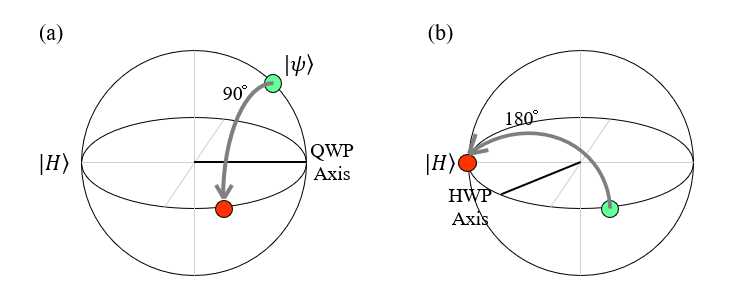 (a)
|ψ⟩
90°
|H⟩
QWP
Axis
(b)
180°
|H⟩
HWP
Axis